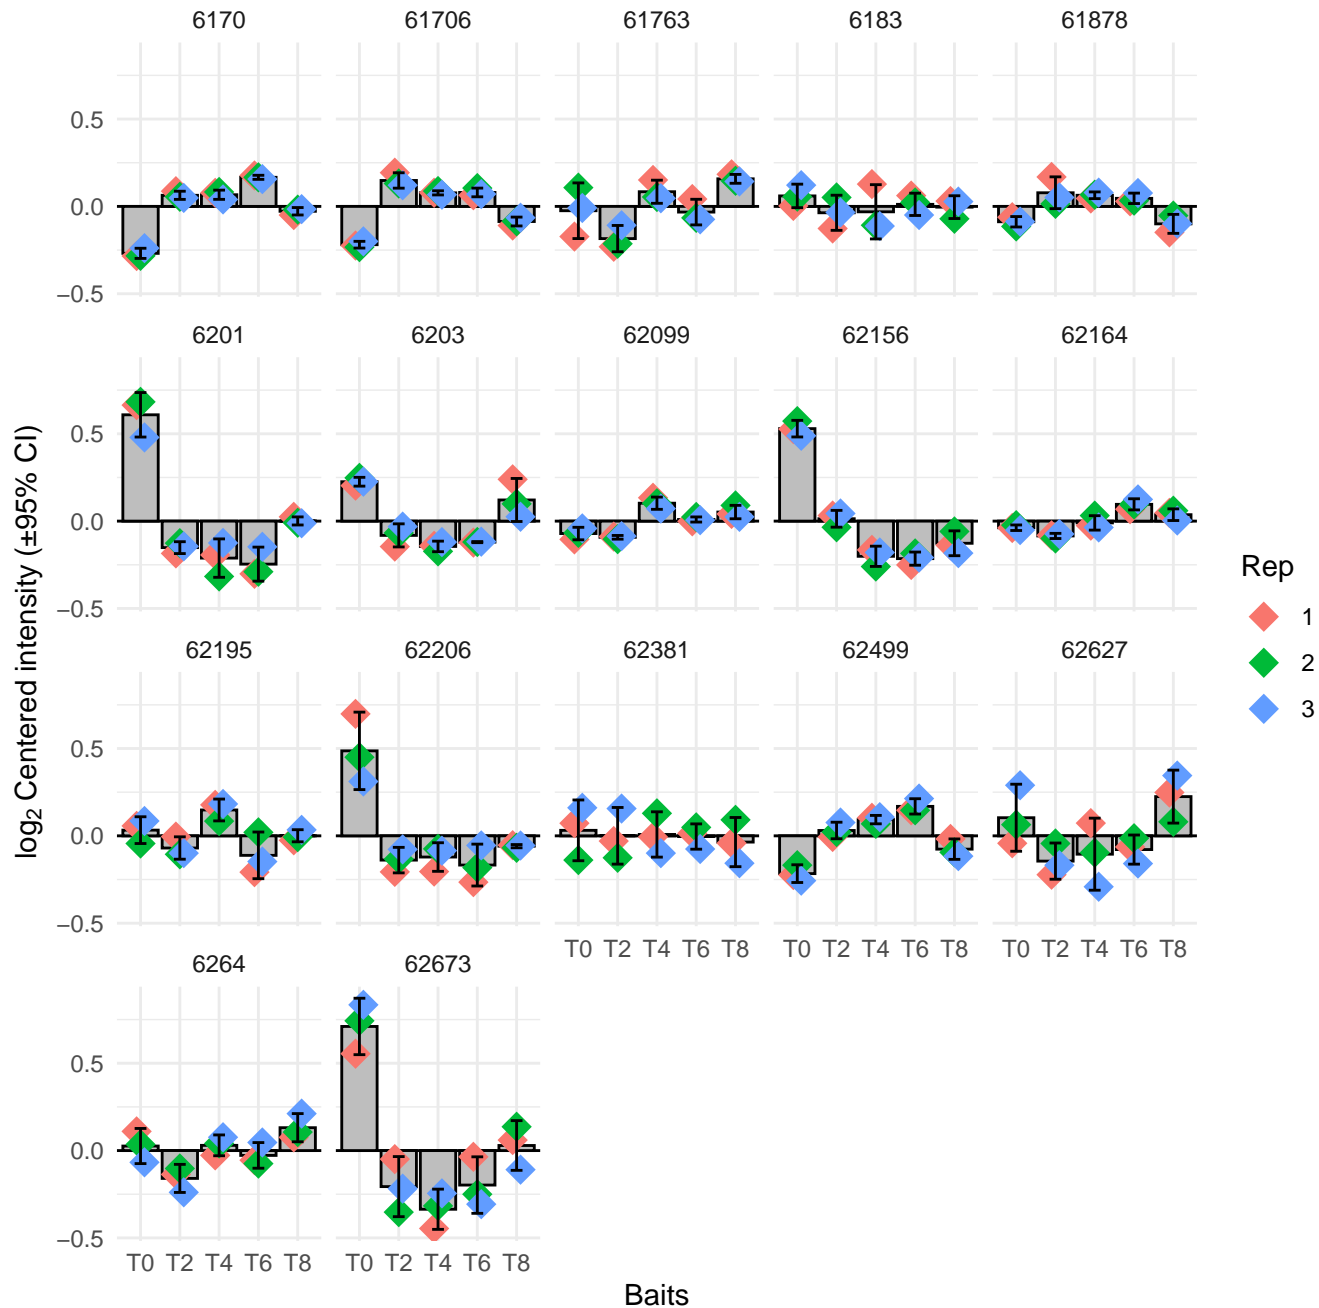 6170 61706 61763 6183 61878
0.5
0.0
−0.5
6201 6203 62099 62156 62164
0.5
0.0
−0.5
62195 62206 62381 62499 62627
0.5
0.0
−0.5
T0 T2 T4 T6 T8 T0 T2 T4 T6 T8 T0 T2 T4 T6 T8
6264 62673
0.5
0.0
−0.5
T0 T2 T4 T6 T8 T0 T2 T4 T6 T8
Baits
log2 Centered intensity (±95% CI)
Rep
1
2
3